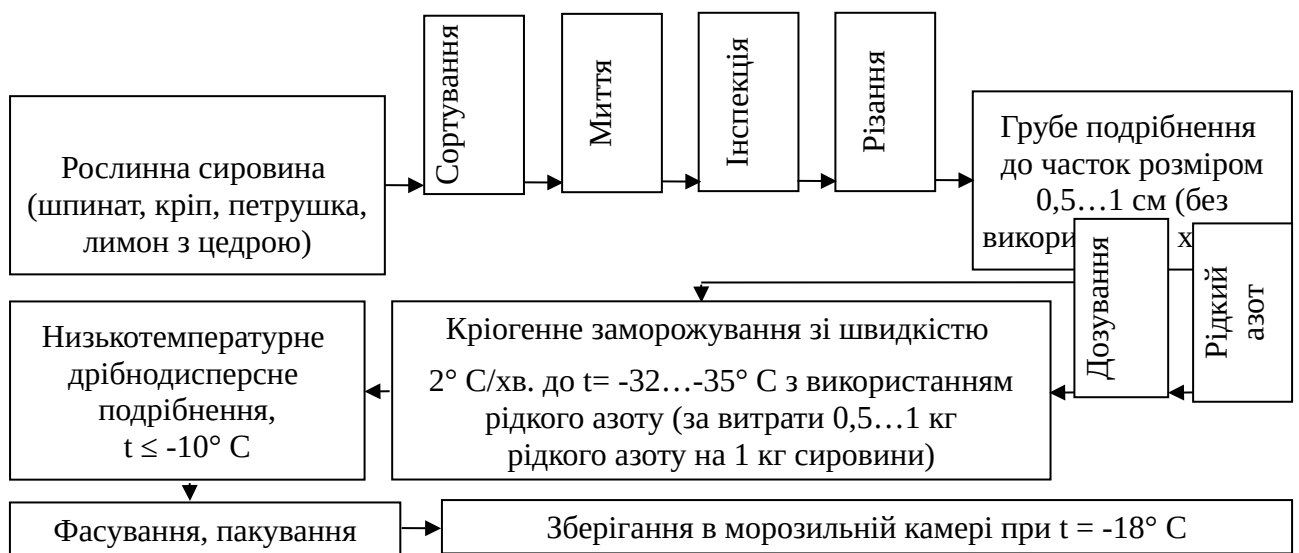 Рослинна сировина
(шпинат, кріп, петрушка,
лимон з цедрою)
Сортування
Миття
Інспекція
Різання
Грубе подрібнення
до часток розміром
0,5…1 см (без
Дозування
Рідкий
азот
Кріогенне заморожування зі швидкістю
2° С/хв. до t= -32…-35° С з використанням
рідкого азоту (за витрати 0,5…1 кг
рідкого азоту на 1 кг сировини)
Низькотемпературне
дрібнодисперсне
подрібнення,
t ≤ -10° С
Фасування, пакування
Зберігання в морозильній камері при t = -18° С